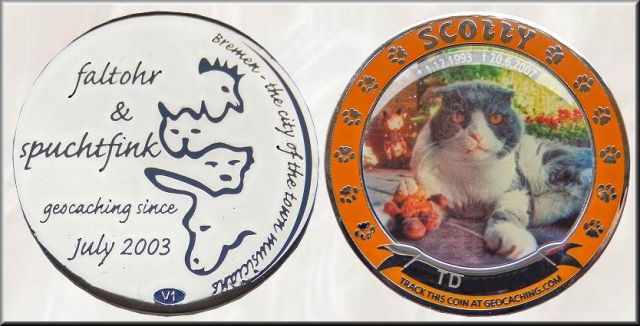 faltohr
&
spuchtfink
geocaching since
July 2003
Bremen - the city of the town musicians
V1
SCOTTY
* 1.12.1993 † 20.6.2007
TD
TRACK THIS COIN AT GEOCACHING.COM